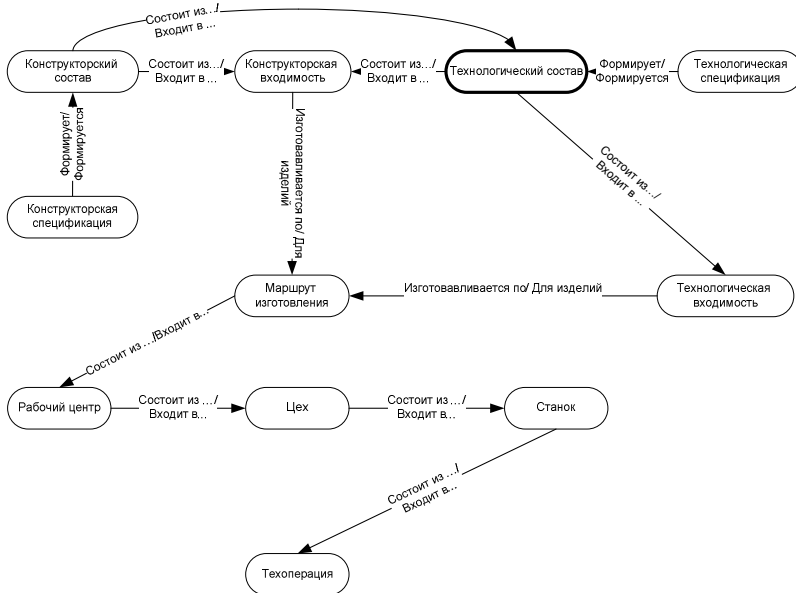 Состоит из.../
Входит в ...
Конструкторский
состав
Состоит из.../
Входит в ...
Конструкторская
входимость
Состоит из.../
Входит в ...
Технологический состав
Формирует/
Формируется
Технологическая
спецификация
Формирует/
Формируется
Изготовавливается по/ Для
изделий
Состоит из.../
Входит в ...
Конструкторская
спецификация
Маршрут
изготовления
Изготовавливается по/ Для изделий
Технологическая
входимость
Состоит из .../Входит в...
Рабочий центр
Состоит из .../
Входит в...
Цех
Состоит из .../
Входит в...
Станок
Состоит из .../
Входит в...
Техоперация